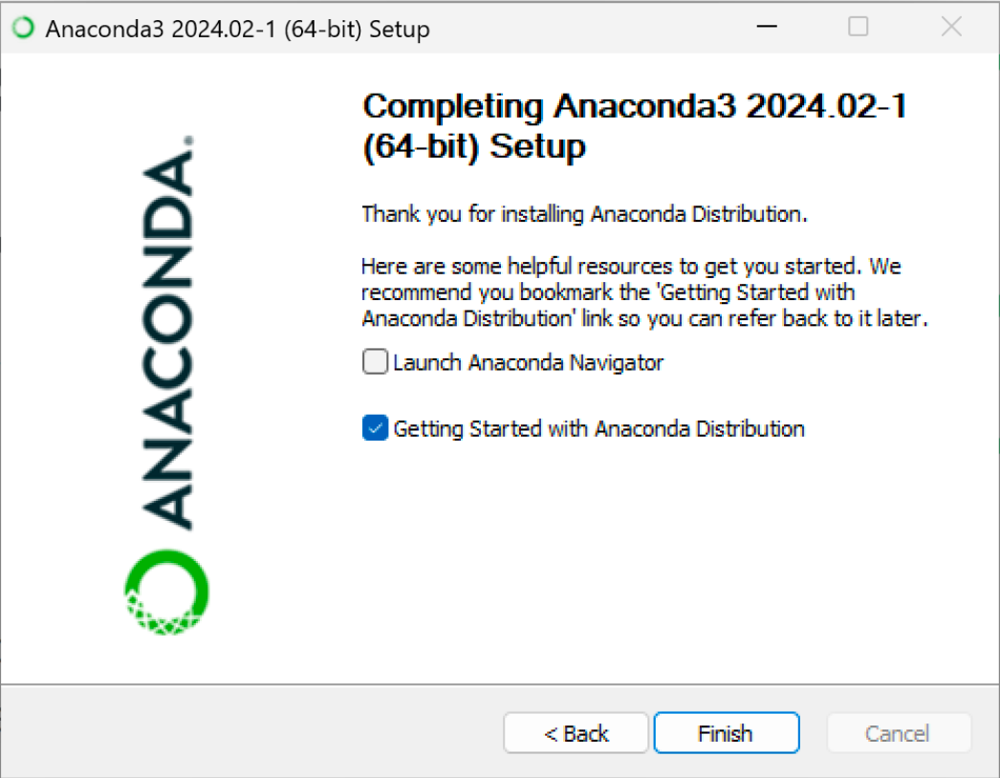 Anaconda3 2024.02-1 (64-bit) Setup
ANACONDA.
Completing Anaconda3 2024.02-1
(64-bit) Setup
Thank you for installing Anaconda Distribution.
Here are some helpful resources to get you started. We
recommend you bookmark the 'Getting Started with
Anaconda Distribution' link so you can refer back to it later.
Launch Anaconda Navigator
Getting Started with Anaconda Distribution
< Back
Finish
Cancel